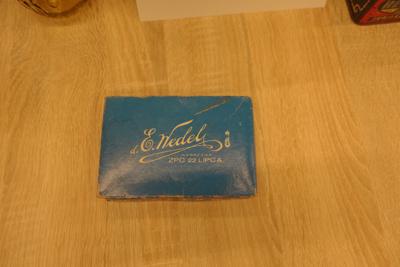 d. E. Wedel
ZPC 22 LIPCA